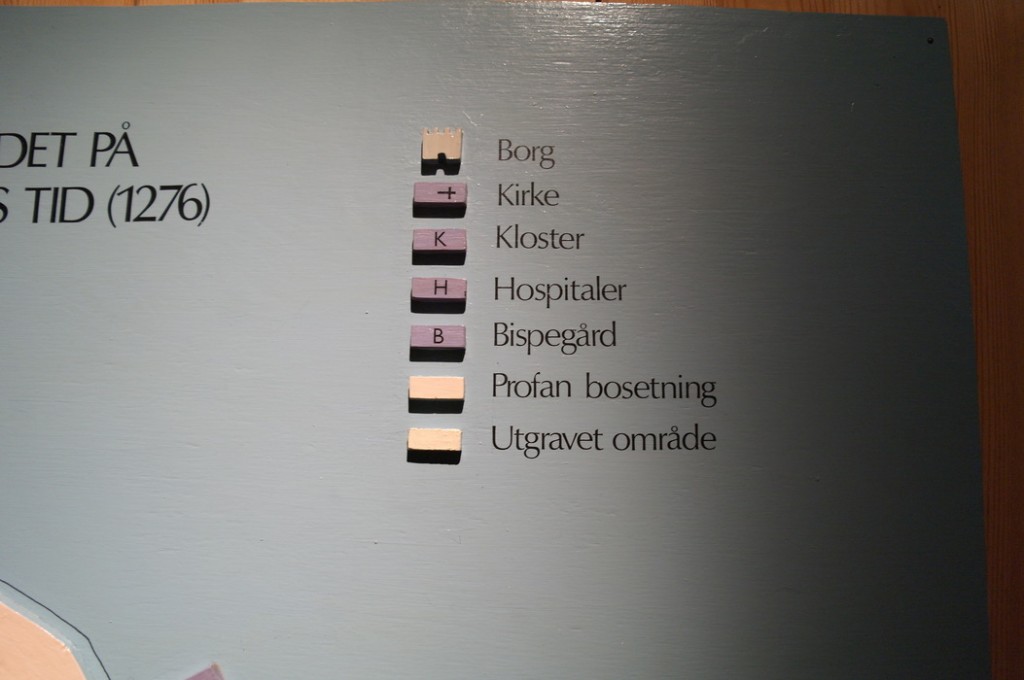 DET PÅ
S TID (1276)
Borg
+ Kirke
K Kloster
H Hospitaler
B Bispegård
Profan bosetning
Utgravet område